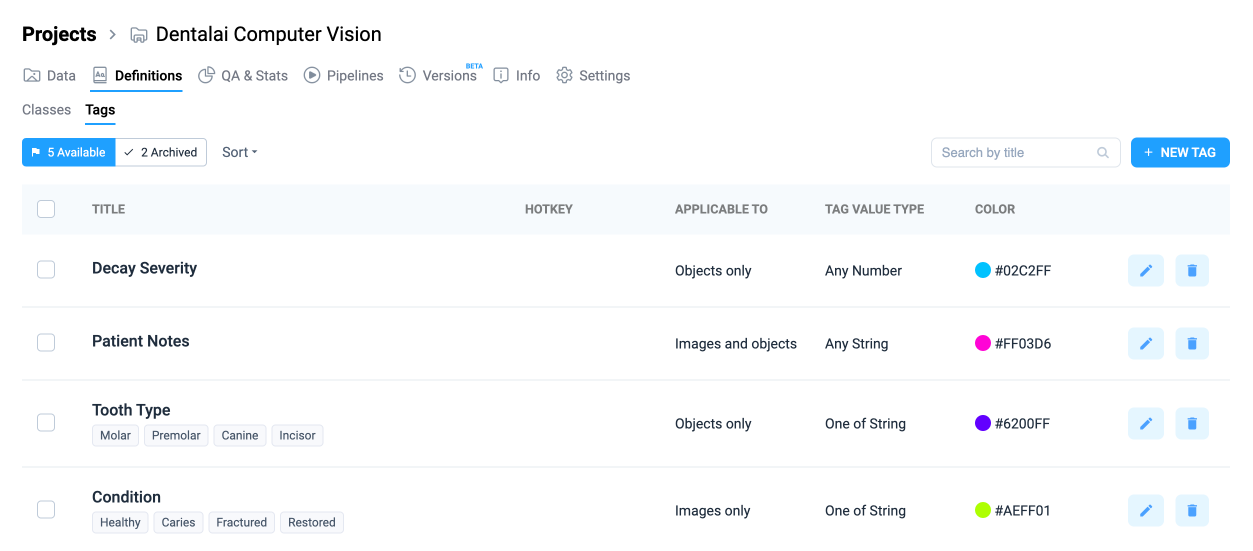 Projects > Dentalai Computer Vision
Data Definitions QA & Stats Pipelines Versions BETA Info Settings
Classes Tags
5 Available 2 Archived Sort
Search by title
+ NEW TAG
TITLE HOTKEY APPLICABLE TO TAG VALUE TYPE COLOR
Decay Severity Objects only Any Number #02C2FF
Patient Notes Images and objects Any String #FF03D6
Tooth Type Objects only One of String #6200FF
Molar Premolar Canine Incisor
Condition Images only One of String #AEFF01
Healthy Caries Fractured Restored